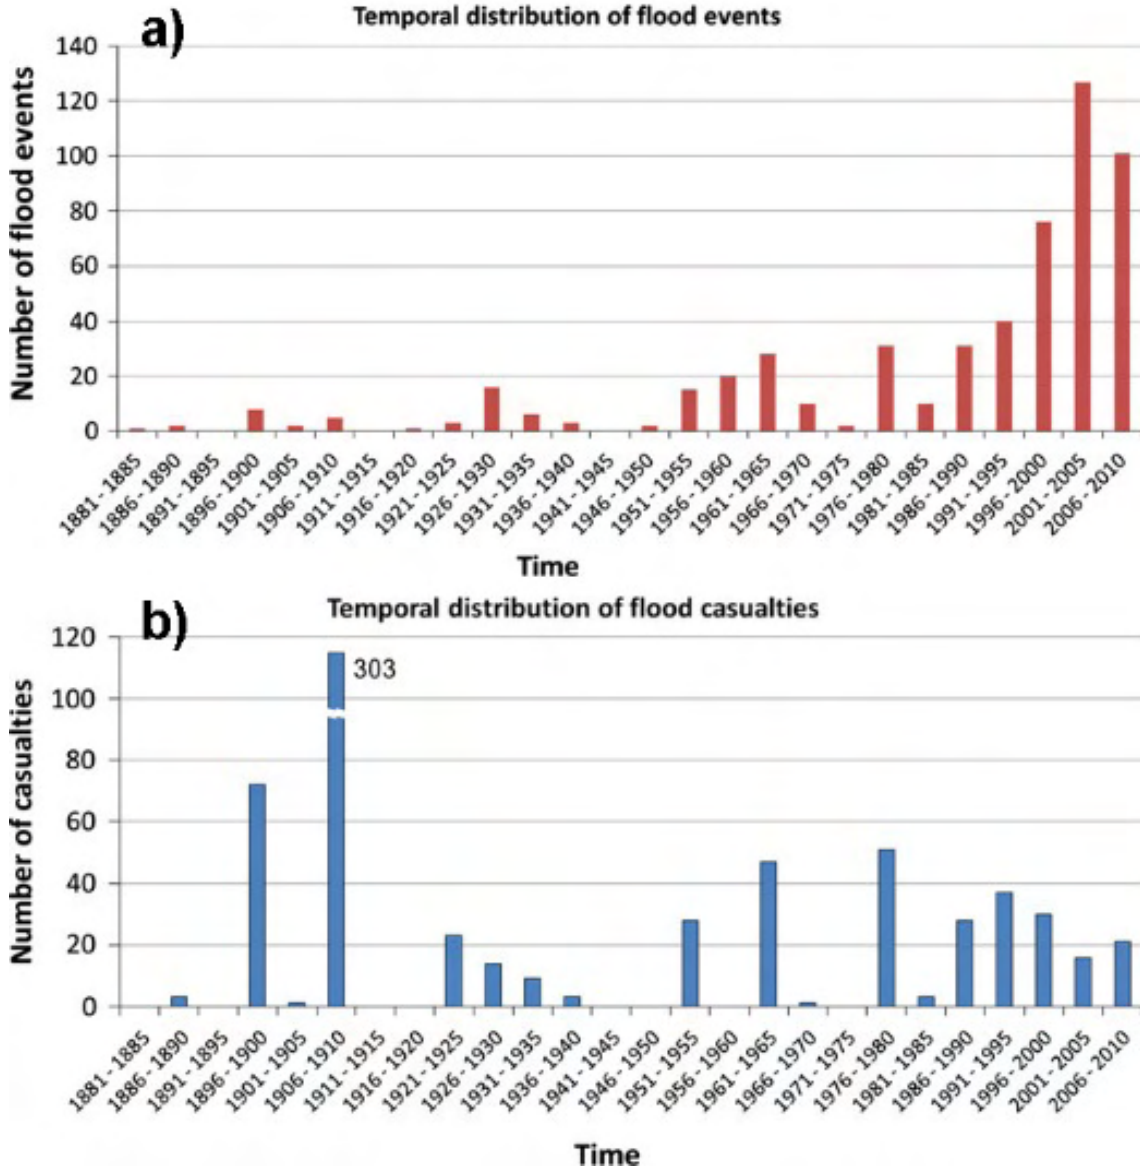 Temporal distribution of flood events
a)
Number of flood events
140
120
100
80
60
40
20
0
1881 - 1885
1886 - 1890
1891 - 1895
1896 - 1900
1901 - 1905
1906 - 1910
1911 - 1915
1916 - 1920
1921 - 1925
1926 - 1930
1931 - 1935
1936 - 1940
1941 - 1945
1946 - 1950
1951 - 1955
1956 - 1960
1961 - 1965
1966 - 1970
1971 - 1975
1976 - 1980
1981 - 1985
1986 - 1990
1991 - 1995
1996 - 2000
2001 - 2005
2006 - 2010
Time
Temporal distribution of flood casualties
b)
Number of casualties
120
100
80
60
40
20
0
303
1881 - 1885
1886 - 1890
1891 - 1895
1896 - 1900
1901 - 1905
1906 - 1910
1911 - 1915
1916 - 1920
1921 - 1925
1926 - 1930
1931 - 1935
1936 - 1940
1941 - 1945
1946 - 1950
1951 - 1955
1956 - 1960
1961 - 1965
1966 - 1970
1971 - 1975
1976 - 1980
1981 - 1985
1986 - 1990
1991 - 1995
1996 - 2000
2001 - 2005
2006 - 2010
Time